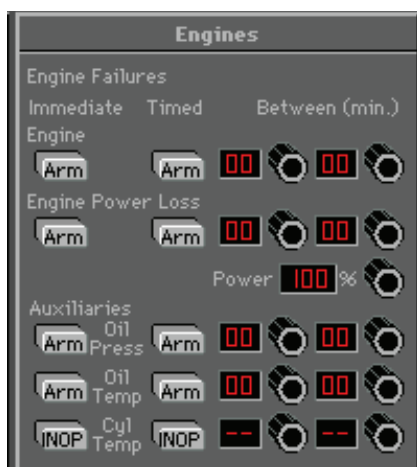 Engines
Engine Failures
Immediate Timed Between (min.)
Engine
Arm Arm 00 00
Engine Power Loss
Arm Arm 00 00
Power 100 %
Auxiliaries
Arm Oil Press Arm 00 00
Arm Oil Temp Arm 00 00
INOP Cyl Temp INOP -- --